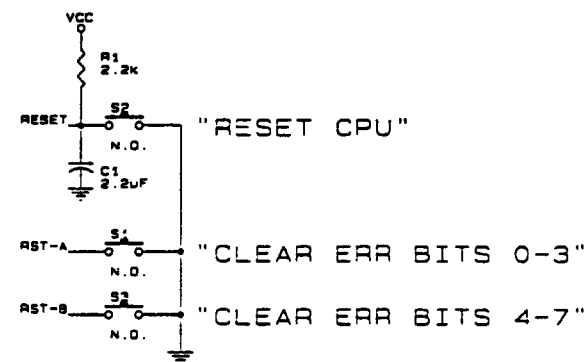 VCC
R1
2.2K
RESET
S2
"RESET CPU"
N.O.
C1
2.2uF
RST-A
S1
"CLEAR ERR BITS 0-3"
N.O.
RST-B
S3
"CLEAR ERR BITS 4-7"
N.O.